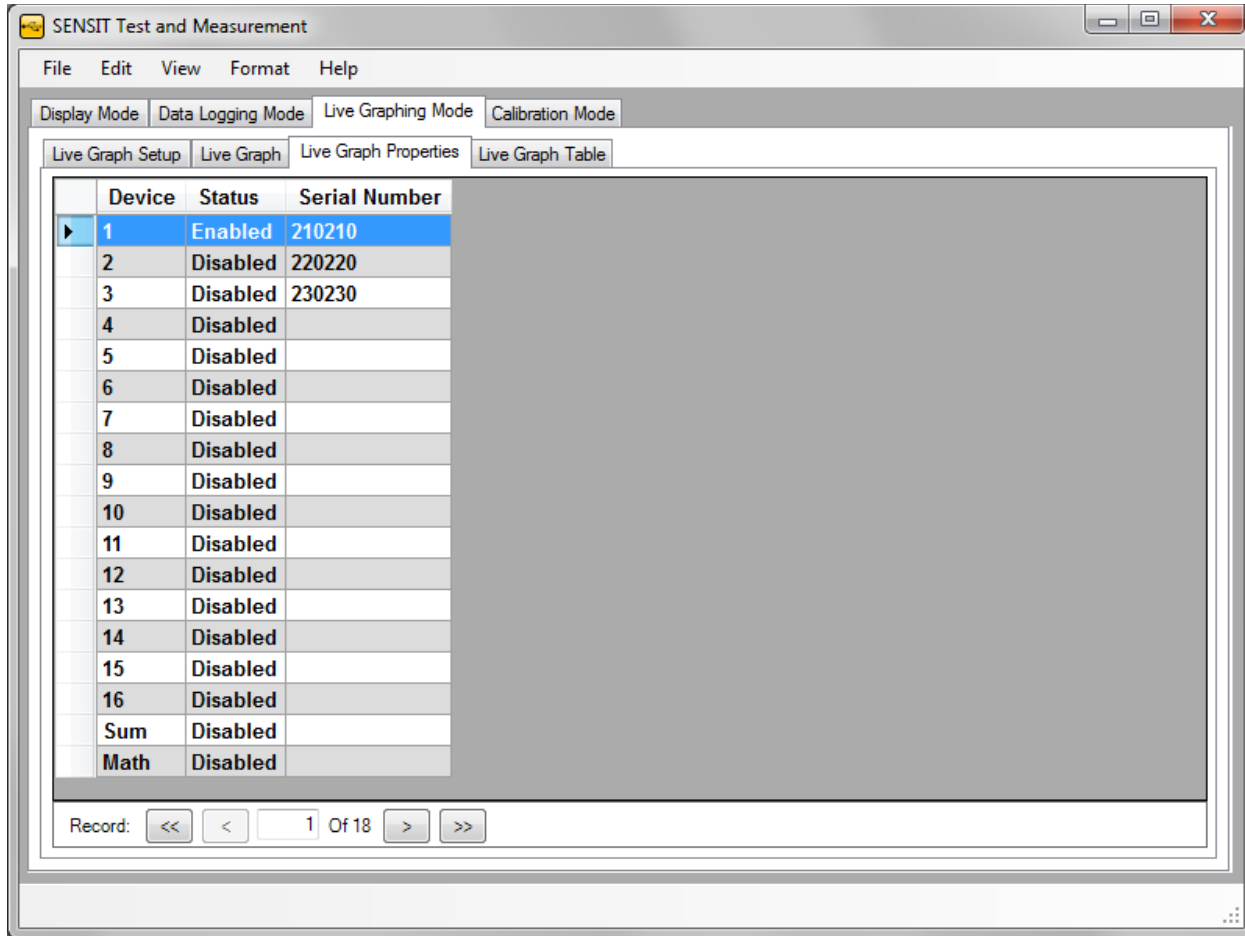 SENSIT Test and Measurement
File Edit View Format Help
Display Mode Data Logging Mode Live Graphing Mode Calibration Mode
Live Graph Setup Live Graph Live Graph Properties Live Graph Table
Device Status Serial Number
1 Enabled 210210
2 Disabled 220220
3 Disabled 230230
4 Disabled
5 Disabled
6 Disabled
7 Disabled
8 Disabled
9 Disabled
10 Disabled
11 Disabled
12 Disabled
13 Disabled
14 Disabled
15 Disabled
16 Disabled
Sum Disabled
Math Disabled
Record: << < 1 Of 18 > >>